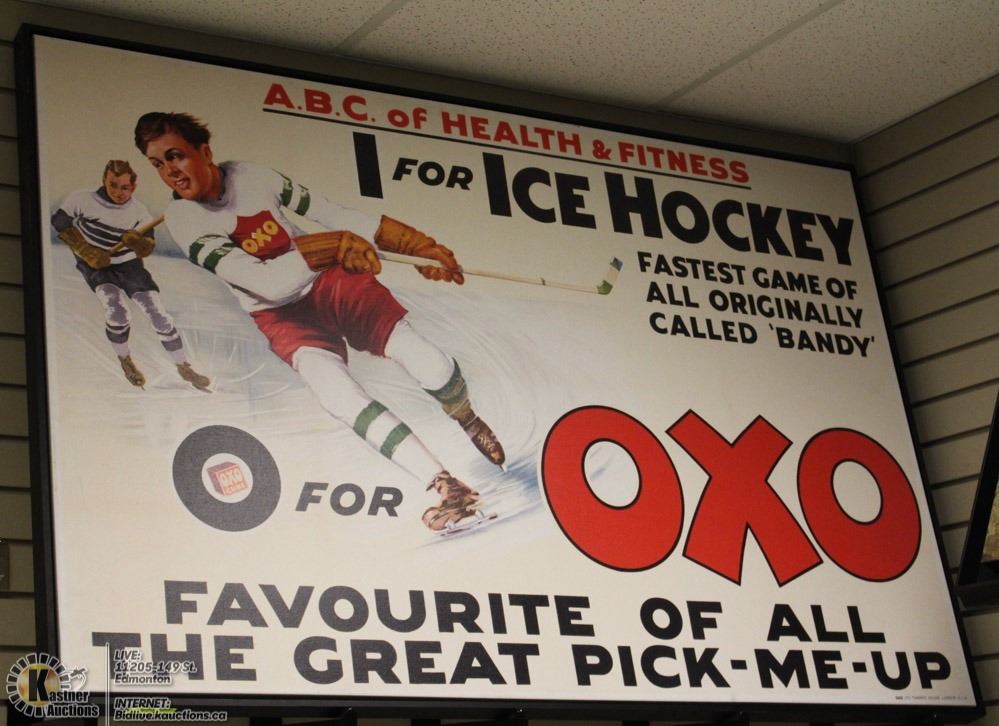 A.B.C. of HEALTH & FITNESS
I FOR ICE HOCKEY
FASTEST GAME OF
ALL ORIGINALLY
CALLED 'BANDY'
OXO
OXO
CUBE
O FOR OXO
FAVOURITE OF ALL
THE GREAT PICK-ME-UP
Kastner
Auctions
LIVE:
11205-149 St.
Edmonton
INTERNET:
Bidlive.kauctions.ca